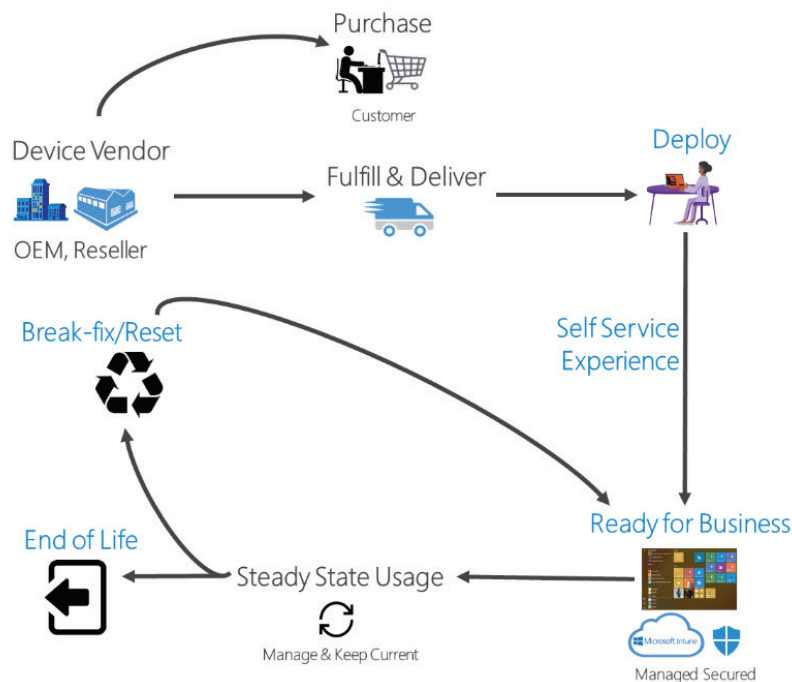 Purchase
Customer
Device Vendor
OEM, Reseller
Fulfill & Deliver
Deploy
Self Service
Experience
Break-fix/Reset
Ready for Business
Microsoft Intune
Managed Secured
End of Life
Steady State Usage
Manage & Keep Current